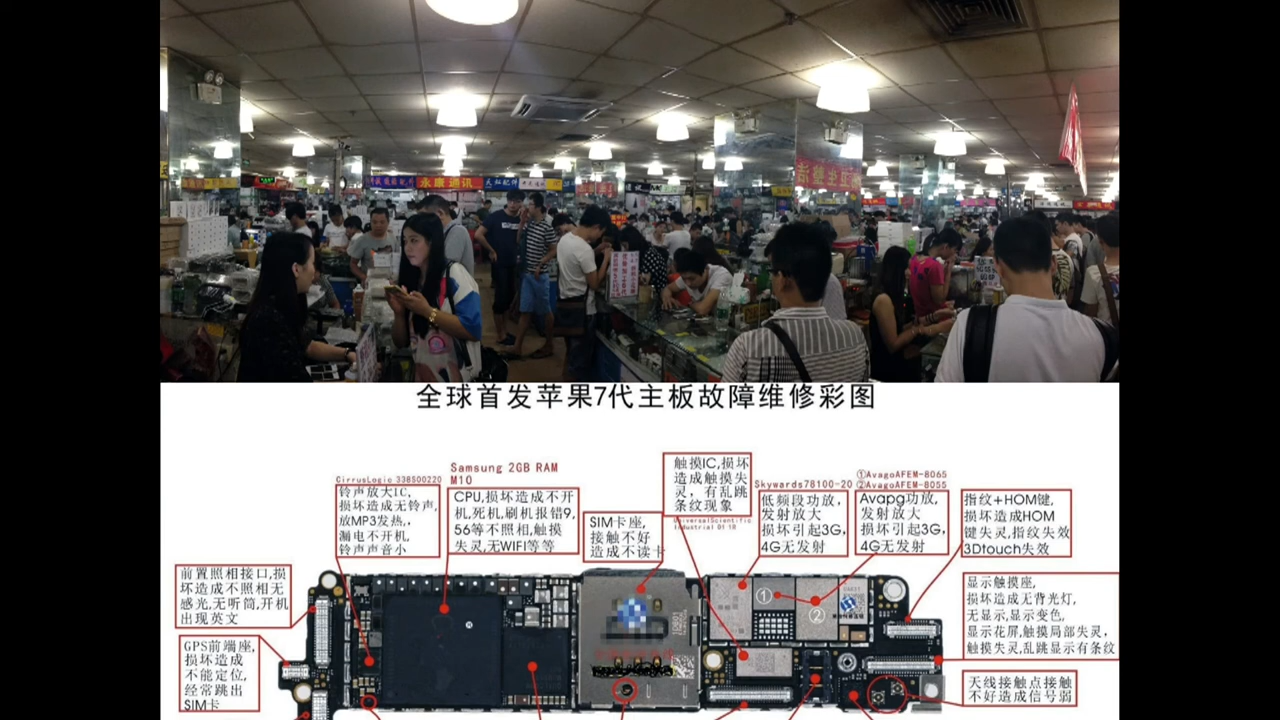 永康通讯
全球首发苹果7代主板故障维修彩图
CirrusLogic 338S00220
铃声放大IC,
损坏造成无铃声,
放MP3发热,,
漏电不开机,
铃声声音小
Samsung 2GB RAM
M10
CPU,损坏造成不开
机,死机,刷机报错9,
56等不照相,触摸
失灵,无WIFI等等
SIM卡座,
接触不好
造成不读卡
触摸IC,损坏
造成触摸失
灵，有乱跳
条纹现象
UniversalScientific
Industrial 01 18
Skywards78100-20
低频段功放,
发射放大
损坏引起3G,
4G无发射
①AvagoAFEM-8065
②AvagoAFEM-8055
Avapg功放,
发射放大
损坏引起3G,
4G无发射
指纹+HOM键,
损坏造成HOM
键失灵,指纹失效
3Dtouch失效
前置照相接口,损
坏造成不照相无
感光,无听筒,开机
出现英文
GPS前端座,
损坏造成
不能定位,
经常跳出
SIM卡
①
②
显示触摸座,
损坏造成无背光灯,
无显示,显示变色,
显示花屏,触摸局部失灵,
触摸失灵,乱跳显示有条纹
天线接触点接触
不好造成信号弱